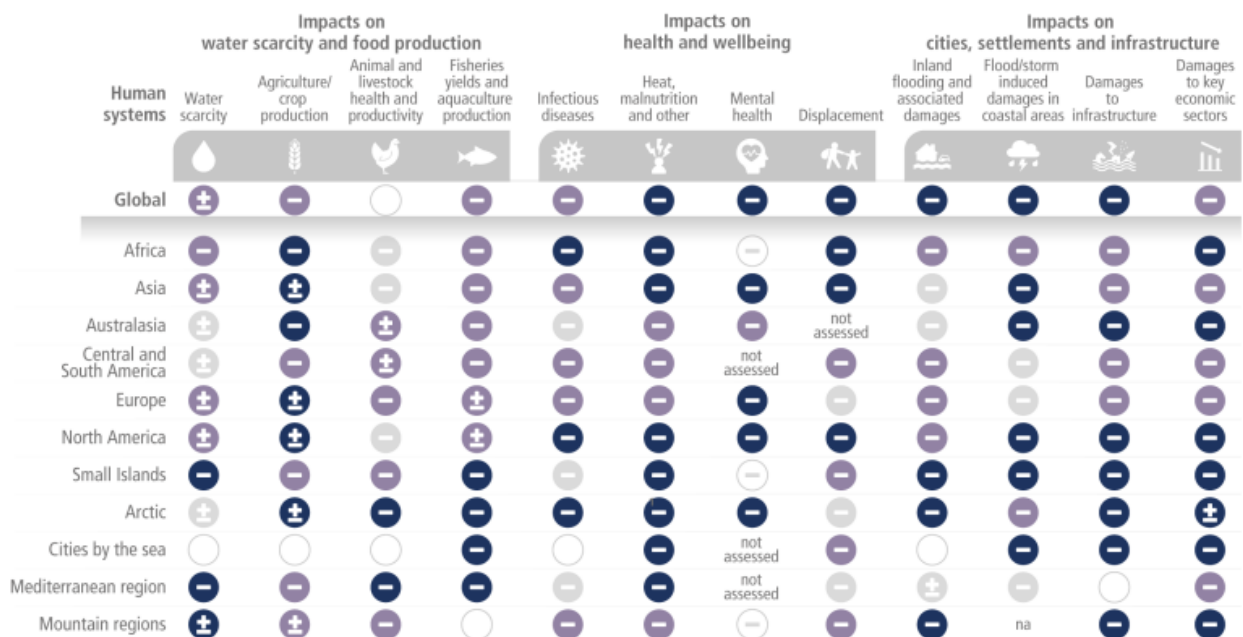 Impacts on
water scarcity and food production
Impacts on
health and wellbeing
Impacts on
cities, settlements and infrastructure
Human
systems
Water
scarcity
Agriculture/
crop
production
Animal and
livestock
health and
productivity
Fisheries
yields and
aquaculture
production
Infectious
diseases
Heat,
malnutrition
and other
Mental
health
Displacement
Inland
flooding and
associated
damages
Flood/storm
induced
damages in
coastal areas
Damages
to
infrastructure
Damages
to key
economic
sectors
Global ± − − − − − − − − − −
Africa − − − − − − − − − − − −
Asia ± ± − − − − − − − − − −
Australasia ± − ± − − − − not assessed − − − −
Central and
South America ± − ± − − − not assessed − − − − −
Europe ± ± − ± − − − − − − − −
North America ± ± − ± − − − − − − − −
Small Islands − − − − − − − − − − − −
Arctic ± ± − − − − − − − − − ±
Cities by the sea − − not assessed − − − −
Mediterranean region − − − − − − not assessed − ± − −
Mountain regions ± ± − − − − − − na − −